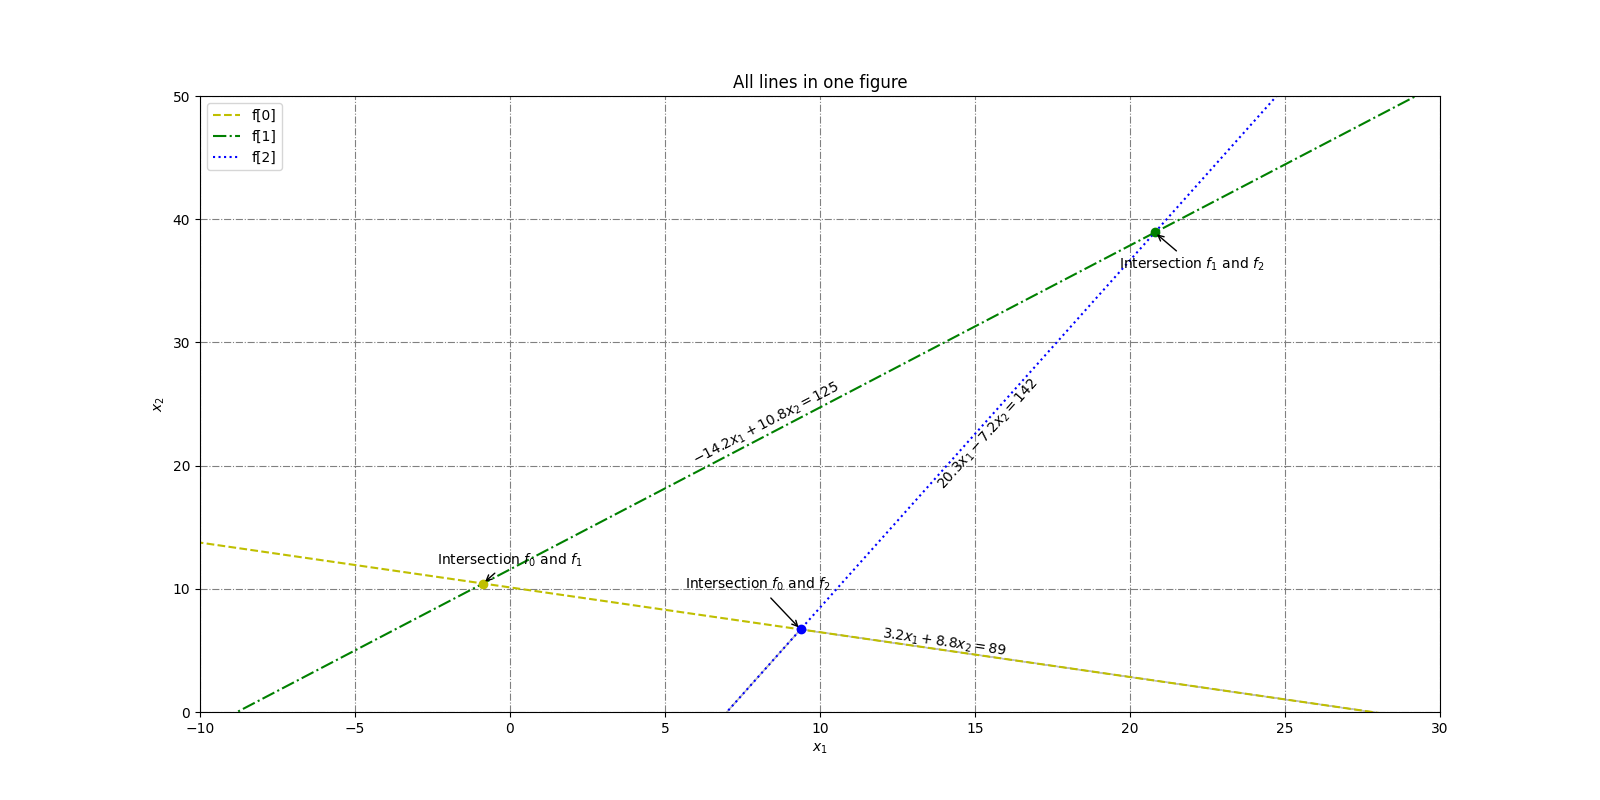 All lines in one figure
f[0]
f[1]
f[2]
50
40
30
20
10
0
x₂
Intersection f₁ and f₂
−14.2x₁ + 10.8x₂ = 125
20.3x₁ − 7.2x₂ = 142
Intersection f₀ and f₁
Intersection f₀ and f₂
3.2x₁ + 8.8x₂ = 89
−10 −5 0 5 10 15 20 25 30
x₁